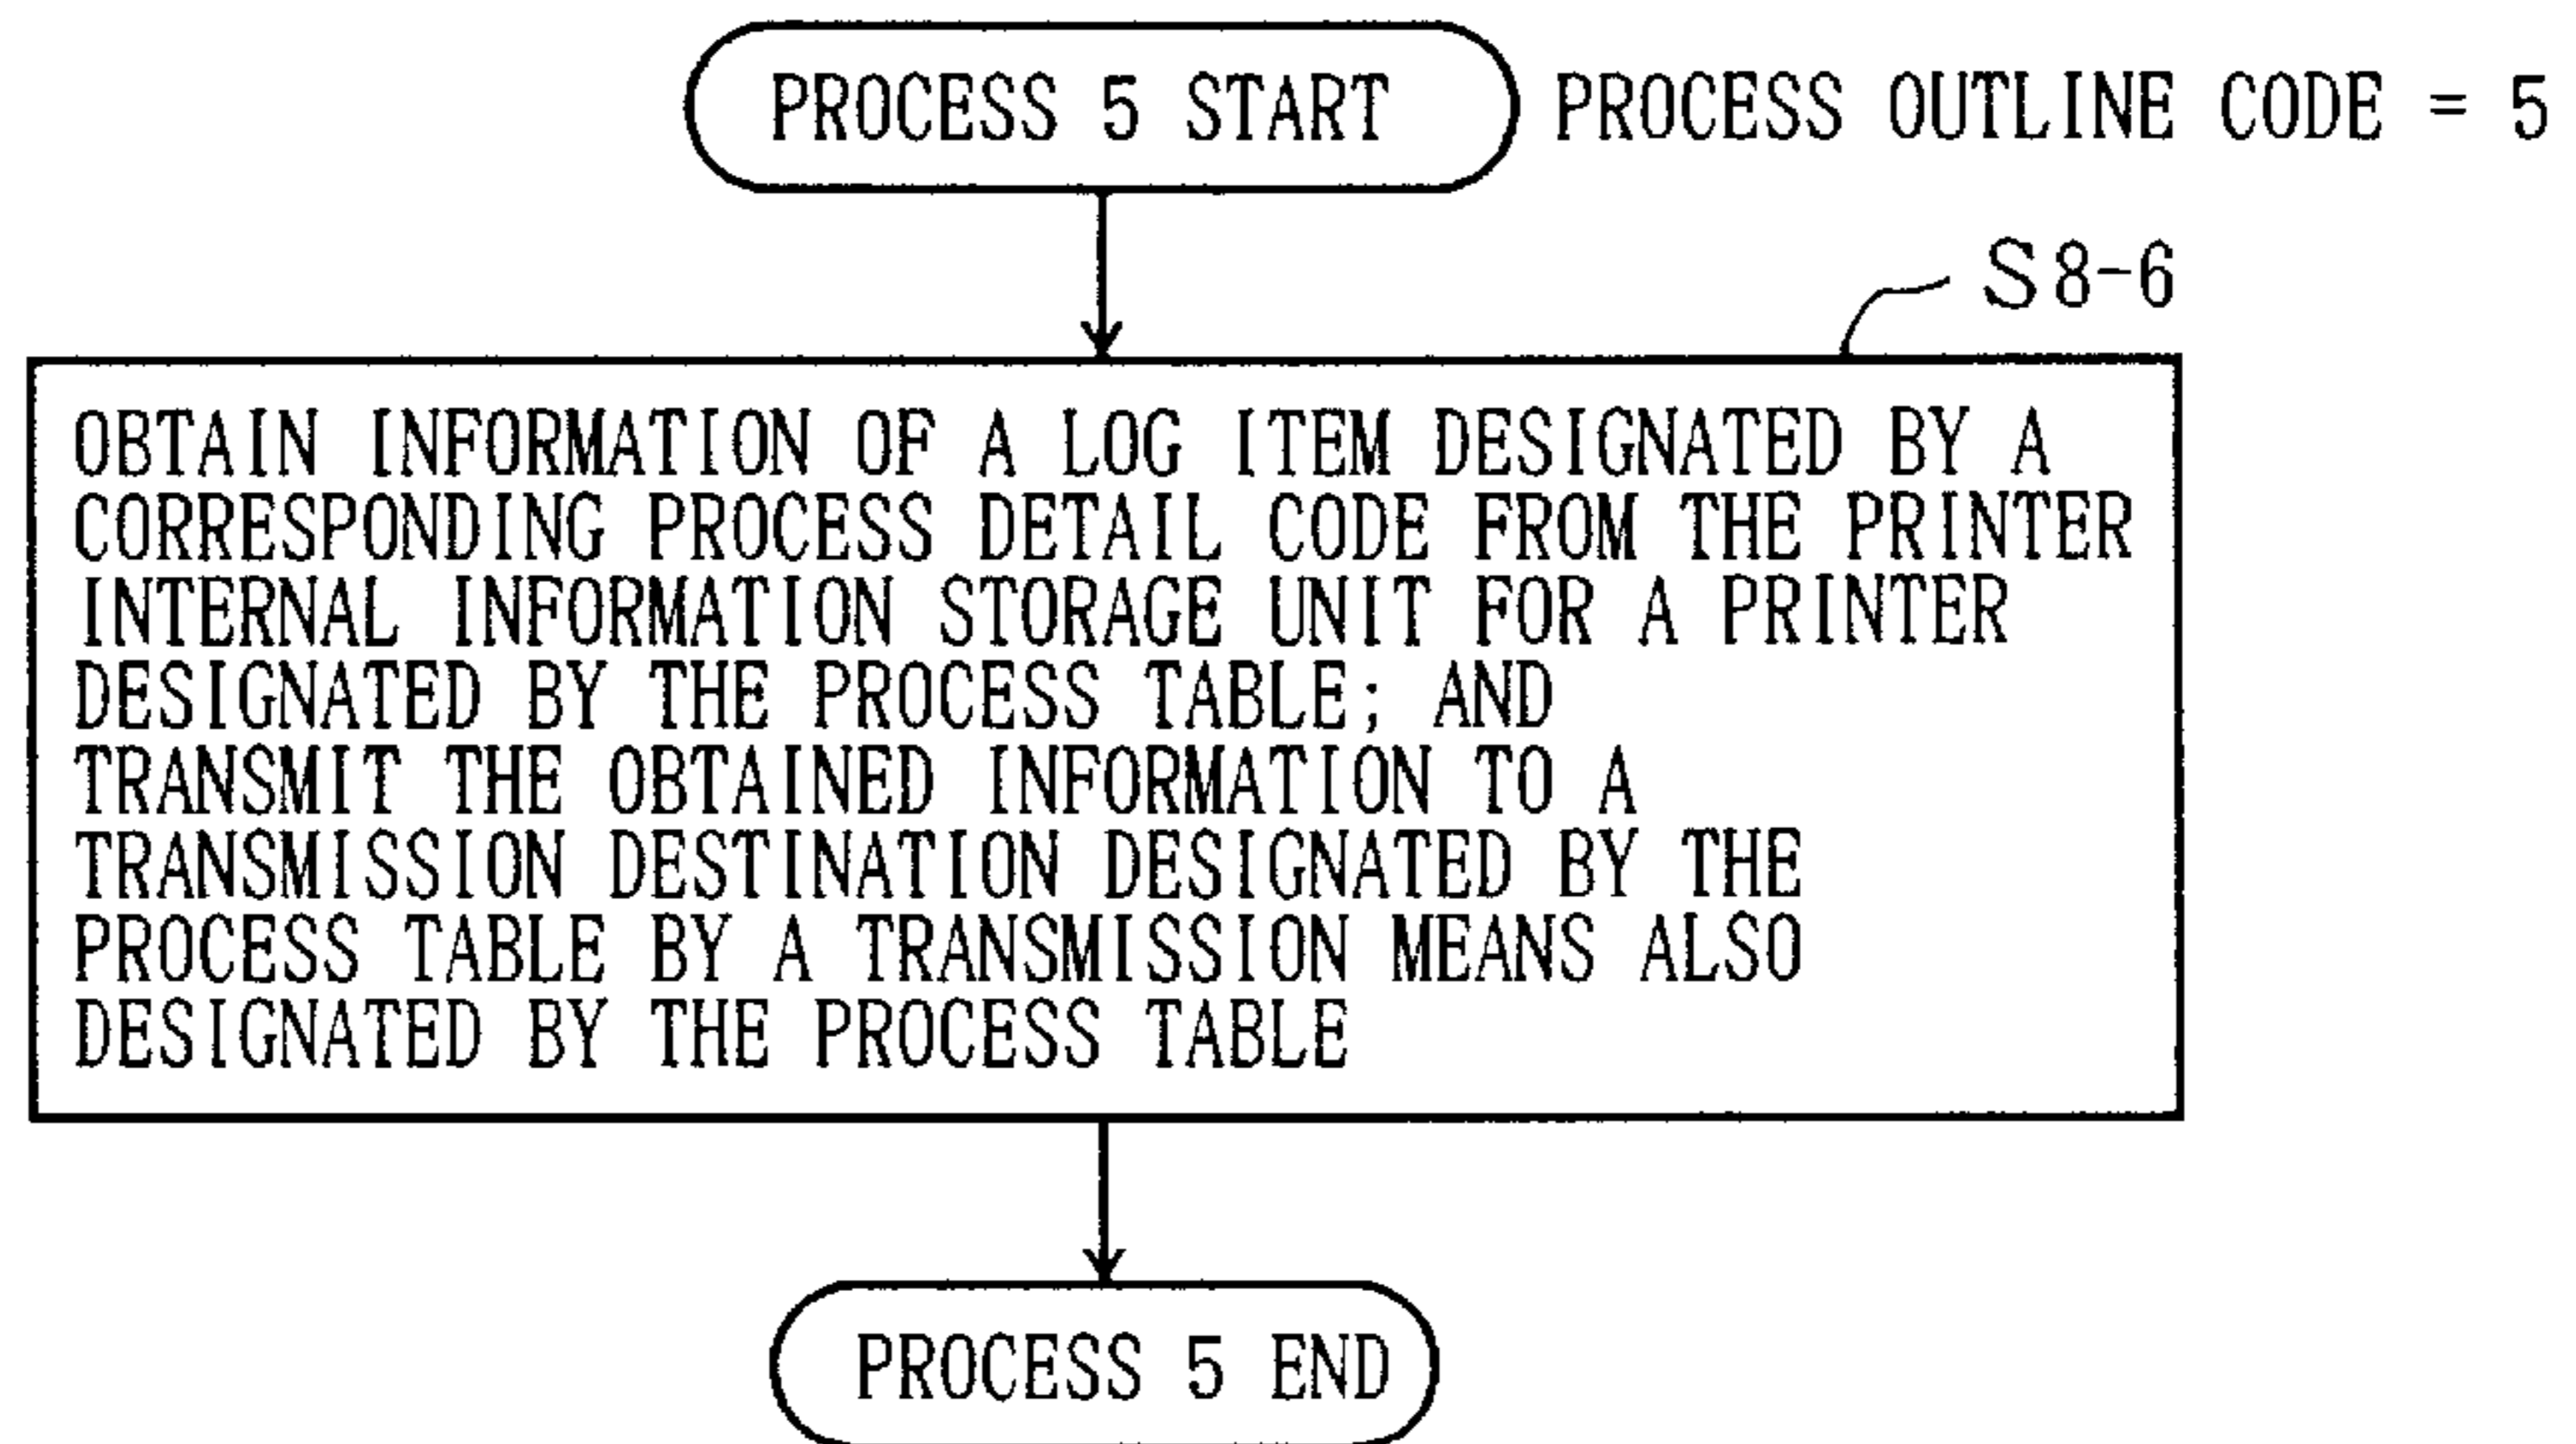 PROCESS 5 START PROCESS OUTLINE CODE = 5
S8-6
OBTAIN INFORMATION OF A LOG ITEM DESIGNATED BY A
CORRESPONDING PROCESS DETAIL CODE FROM THE PRINTER
INTERNAL INFORMATION STORAGE UNIT FOR A PRINTER
DESIGNATED BY THE PROCESS TABLE; AND
TRANSMIT THE OBTAINED INFORMATION TO A
TRANSMISSION DESTINATION DESIGNATED BY THE
PROCESS TABLE BY A TRANSMISSION MEANS ALSO
DESIGNATED BY THE PROCESS TABLE
PROCESS 5 END